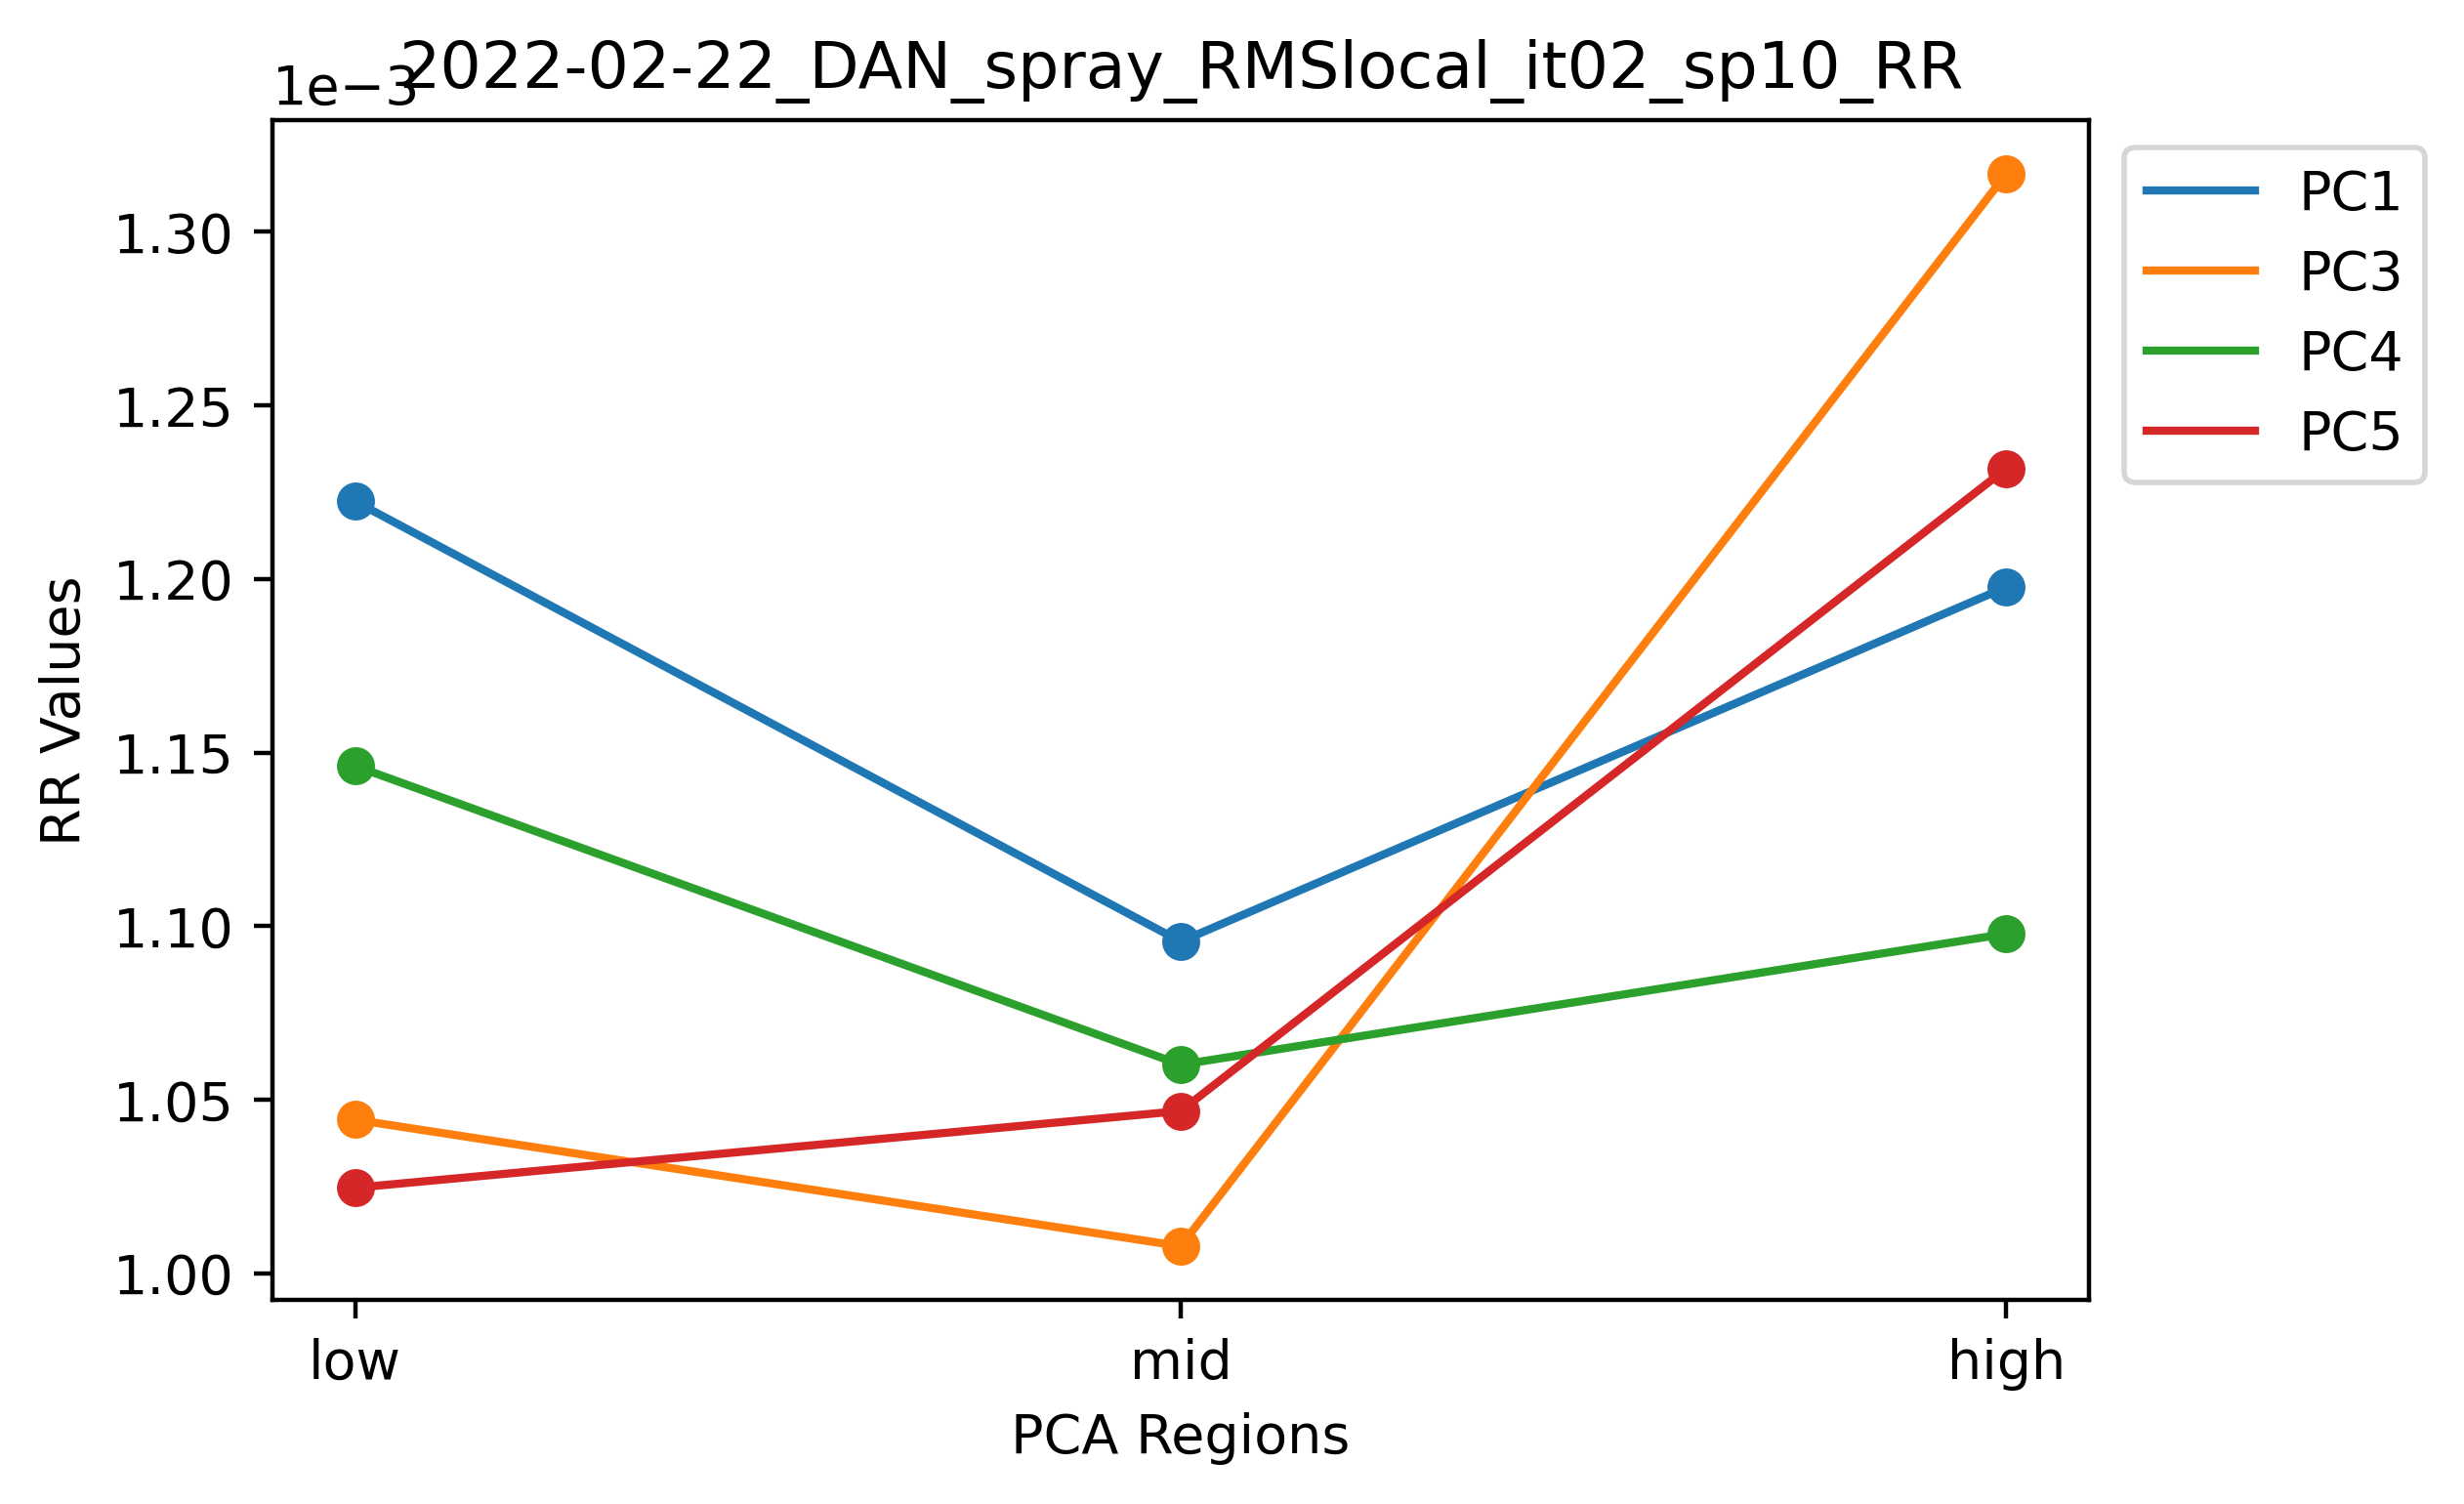 2022-02-22_DAN_spray_RMSlocal_it02_sp10_RR
1e−3
1.30
1.25
1.20
1.15
1.10
1.05
1.00
RR Values
low mid high
PCA Regions
PC1
PC3
PC4
PC5